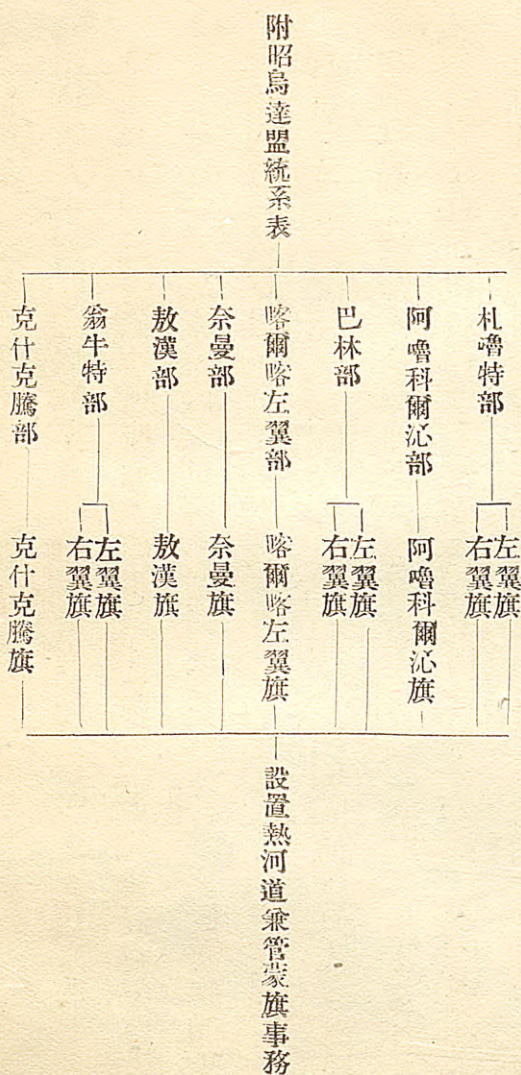 附昭烏達盟統系表
札嚕特部
左翼旗
右翼旗
阿嚕科爾沁部
阿嚕科爾沁旗
巴林部
左翼旗
右翼旗
喀爾喀左翼部
喀爾喀左翼旗
奈曼部
奈曼旗
敖漢部
敖漢旗
翁牛特部
左翼旗
右翼旗
克什克騰部
克什克騰旗
設置熱河道兼管蒙旗事務